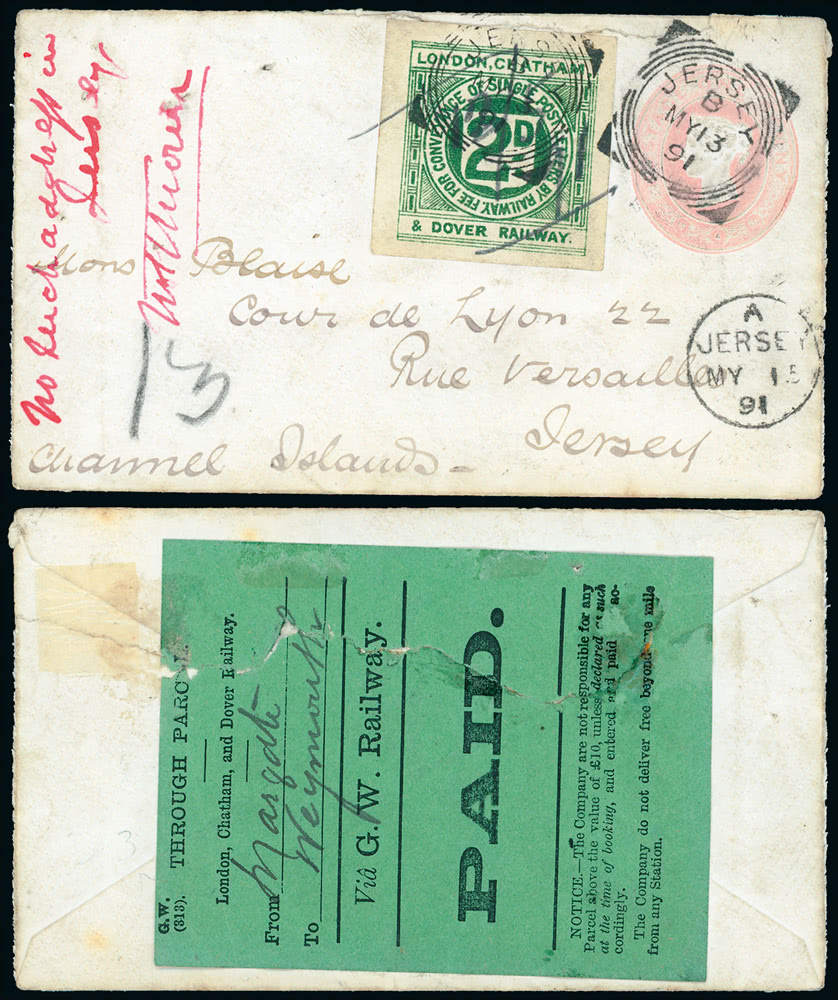 No such address in
Jersey
LONDON, CHATHAM
FEE FOR CONVEYANCE OF SINGLE POST LETTERS BY RAILWAY.
2D
& DOVER RAILWAY.
JERSEY
B
MY 13
91
Mons Blaise
Cour de Lyon 22
Rue Versailles
Jersey
Channel Islands -
13
A
JERSEY
MY 15
91
G.W.
(313). THROUGH PARCEL.
London, Chatham, and Dover Railway.
From Margate
To Weymouth
Viâ G. W. Railway.
PAID.
NOTICE.—The Company are not responsible for any
Parcel above the value of £10, unless declared as such
at the time of booking, and entered and paid ac-
cordingly.
The Company do not deliver free beyond one mile
from any Station.